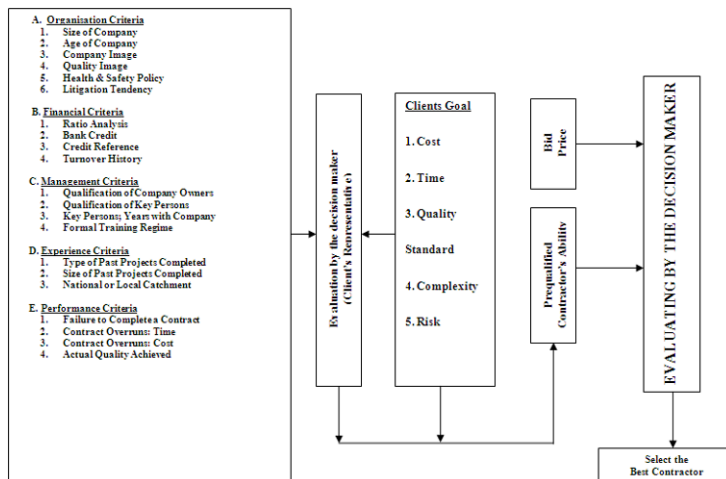 A. Organisation Criteria
1. Size of Company
2. Age of Company
3. Company Image
4. Quality Image
5. Health & Safety Policy
6. Litigation Tendency
B. Financial Criteria
1. Ratio Analysis
2. Bank Credit
3. Credit Reference
4. Turnover History
C. Management Criteria
1. Qualification of Company Owners
2. Qualification of Key Persons
3. Key Persons; Years with Company
4. Formal Training Regime
D. Experience Criteria
1. Type of Past Projects Completed
2. Size of Past Projects Completed
3. National or Local Catchment
E. Performance Criteria
1. Failure to Complete a Contract
2. Contract Overruns: Time
3. Contract Overruns: Cost
4. Actual Quality Achieved
Evaluation by the decision maker
(Client's Representative)
Clients Goal
1. Cost
2. Time
3. Quality
Standard
4. Complexity
5. Risk
Bid
Price
Prequalified
Contractor's Ability
EVALUATING BY THE DECISION MAKER
Select the
Best Contractor